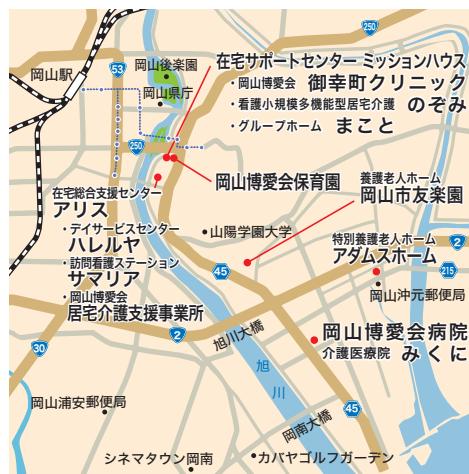 250
岡山後楽園
在宅サポートセンター ミッションハウス
岡山駅
53
・岡山博愛会 御幸町クリニック
岡山県庁
・看護小規模多機能型居宅介護 のぞみ
・グループホーム まこと
250
岡山博愛会保育園
養護老人ホーム
岡山市友楽園
在宅総合支援センター
アリス
・デイサービスセンター
ハレルヤ
・訪問看護ステーション
サマリア
・岡山博愛会
居宅介護支援事業所
山陽学園大学
特別養護老人ホーム
アダムスホーム
2
45
215
岡山沖元郵便局
2
旭川大橋
岡山博愛会病院
介護医療院 みくに
30
旭川
岡山浦安郵便局
45
岡南大橋
シネマタウン岡南
カバヤゴルフガーデン